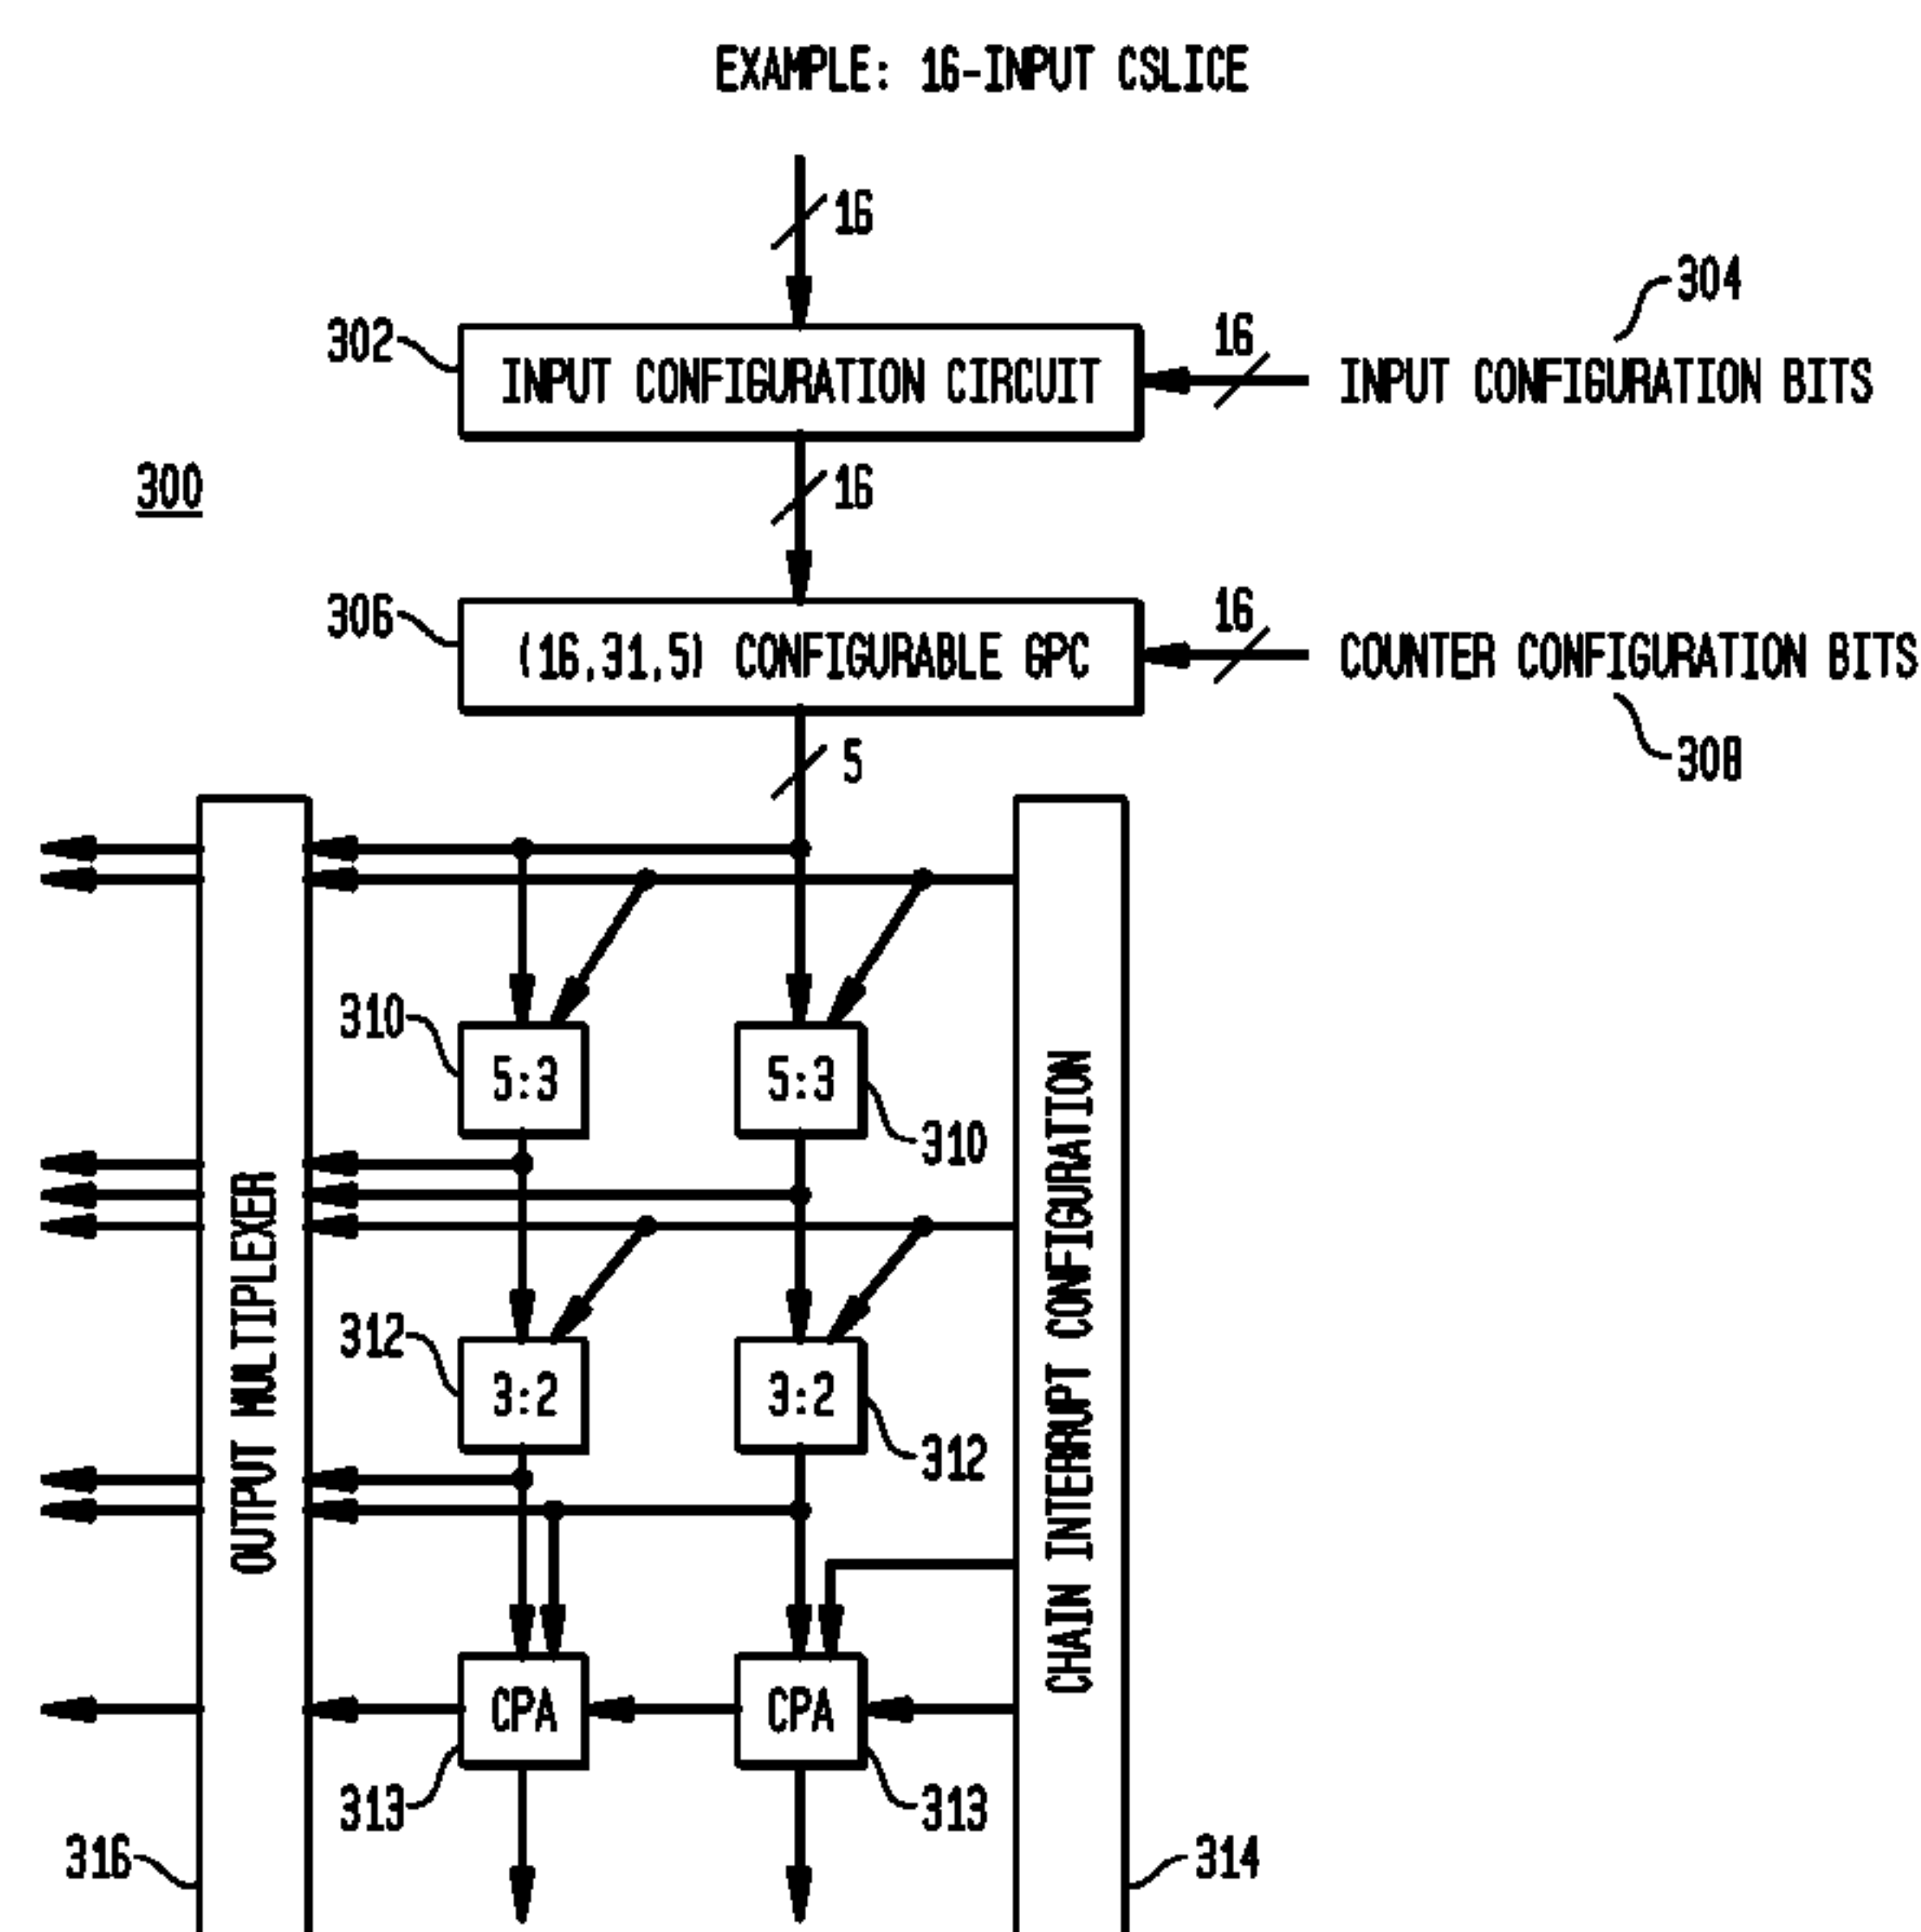 EXAMPLE: 16-INPUT CSLICE
16
304
302
INPUT CONFIGURATION CIRCUIT
16
INPUT CONFIGURATION BITS
300
16
306
(16,31,5) CONFIGURABLE GPC
16
COUNTER CONFIGURATION BITS
5
308
310
5:3
5:3
310
OUTPUT MULTIPLEXER
CHAIN INTERRUPT CONFIGURATION
312
3:2
3:2
312
CPA
CPA
313
313
316
314